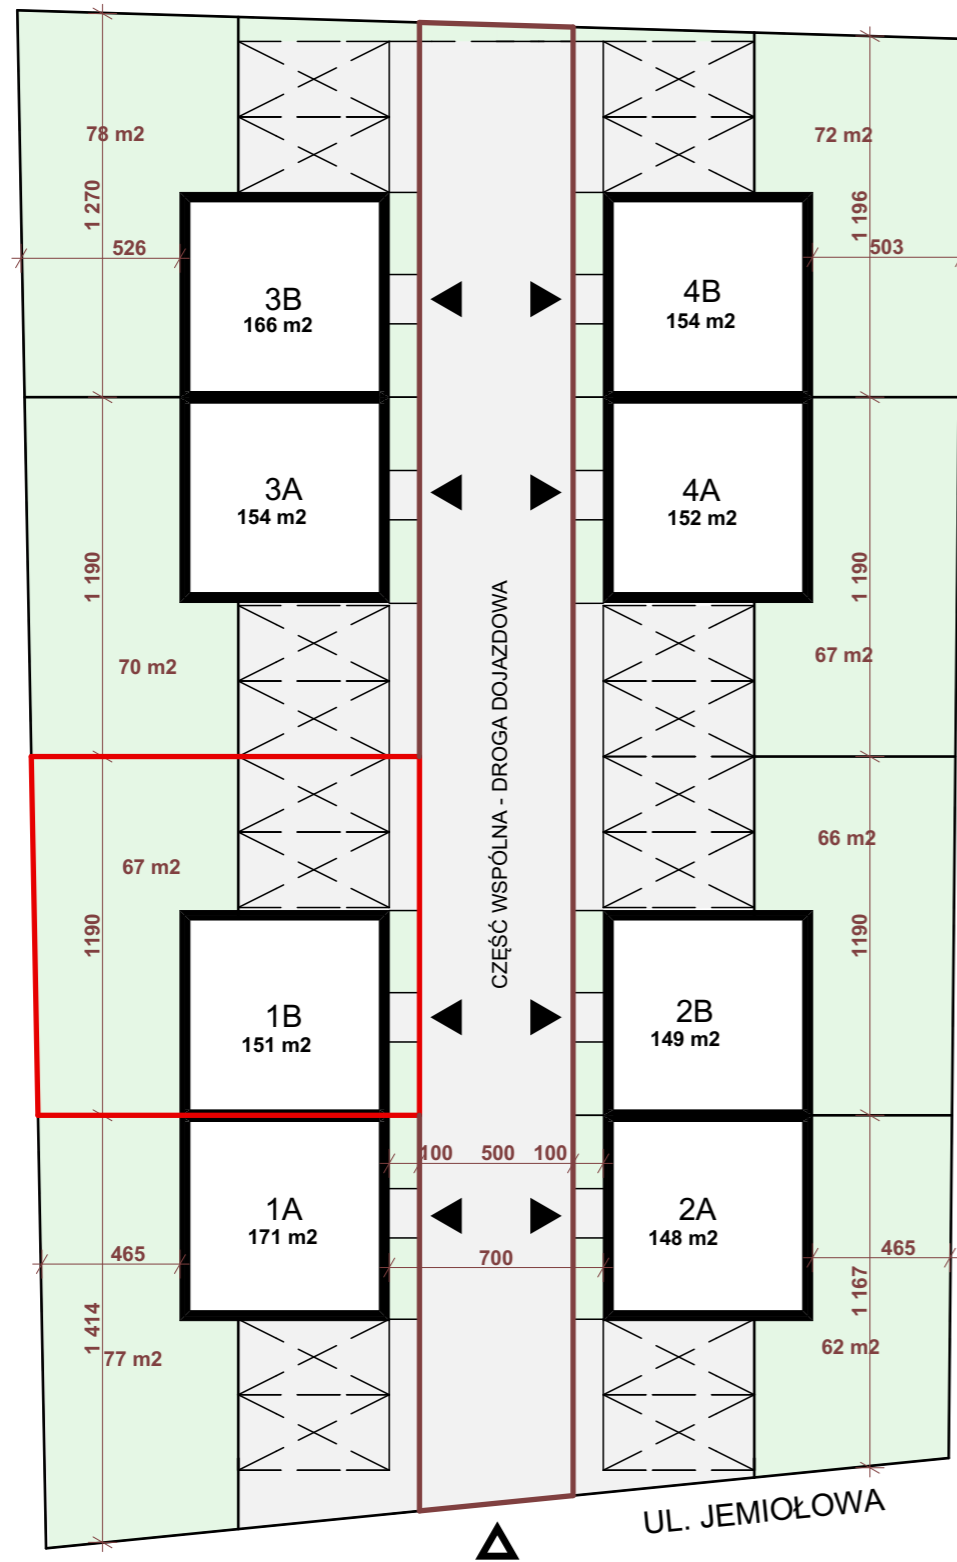 78 m2
72 m2
1 270
1 196
526
503
3B
166 m2
4B
154 m2
3A
154 m2
4A
152 m2
1 190
1 190
70 m2
67 m2
CZĘŚĆ WSPÓLNA - DROGA DOJAZDOWA
67 m2
66 m2
1190
1190
1B
151 m2
2B
149 m2
100 500 100
1A
171 m2
2A
148 m2
465
700
465
1 414
1 167
77 m2
62 m2
UL. JEMIOŁOWA